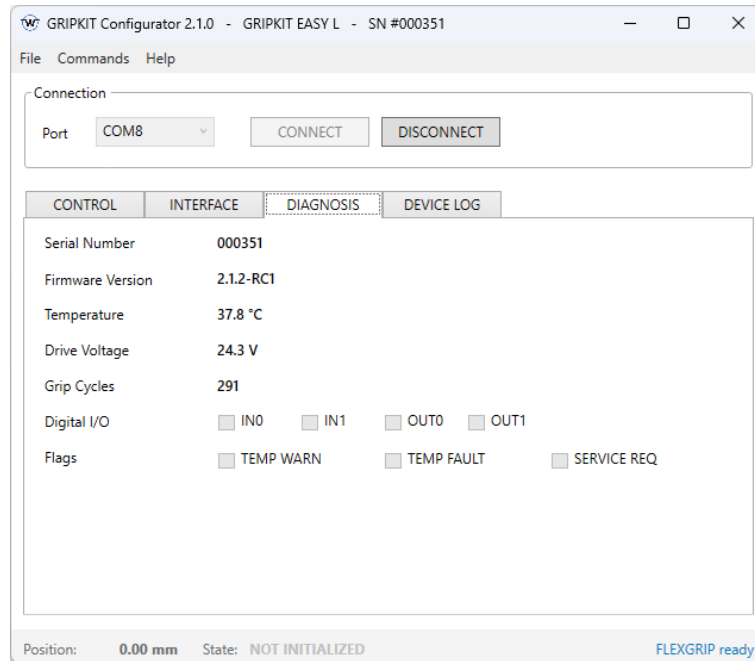 GRIPKIT Configurator 2.1.0 - GRIPKIT EASY L - SN #000351
File Commands Help
Connection
Port COM8 CONNECT DISCONNECT
CONTROL INTERFACE DIAGNOSIS DEVICE LOG
Serial Number 000351
Firmware Version 2.1.2-RC1
Temperature 37.8 °C
Drive Voltage 24.3 V
Grip Cycles 291
Digital I/O IN0 IN1 OUT0 OUT1
Flags TEMP WARN TEMP FAULT SERVICE REQ
Position: 0.00 mm State: NOT INITIALIZED FLEXGRIP ready